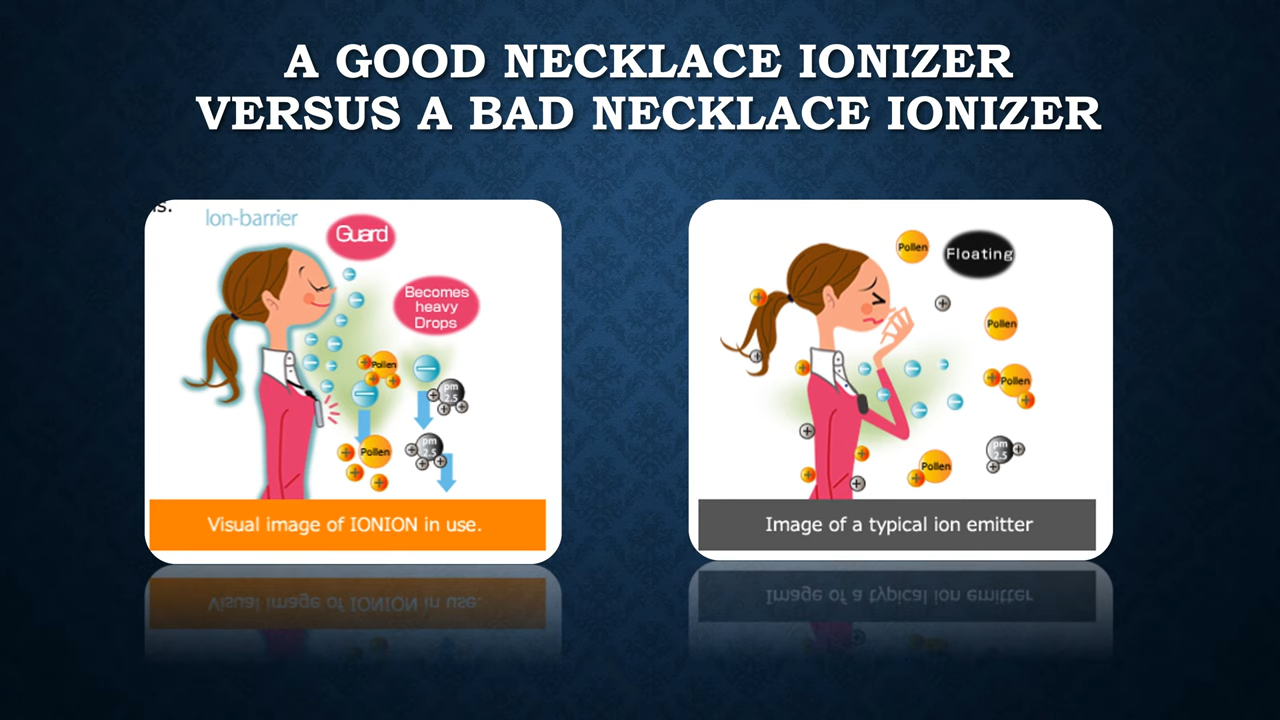 A GOOD NECKLACE IONIZER
VERSUS A BAD NECKLACE IONIZER
Ion-barrier
Guard
Becomes
heavy
Drops
Pollen
pm
2.5
Pollen
pm
2.5
Visual image of IONION in use.
Pollen
Floating
Pollen
Pollen
pm
2.5
Pollen
Image of a typical ion emitter